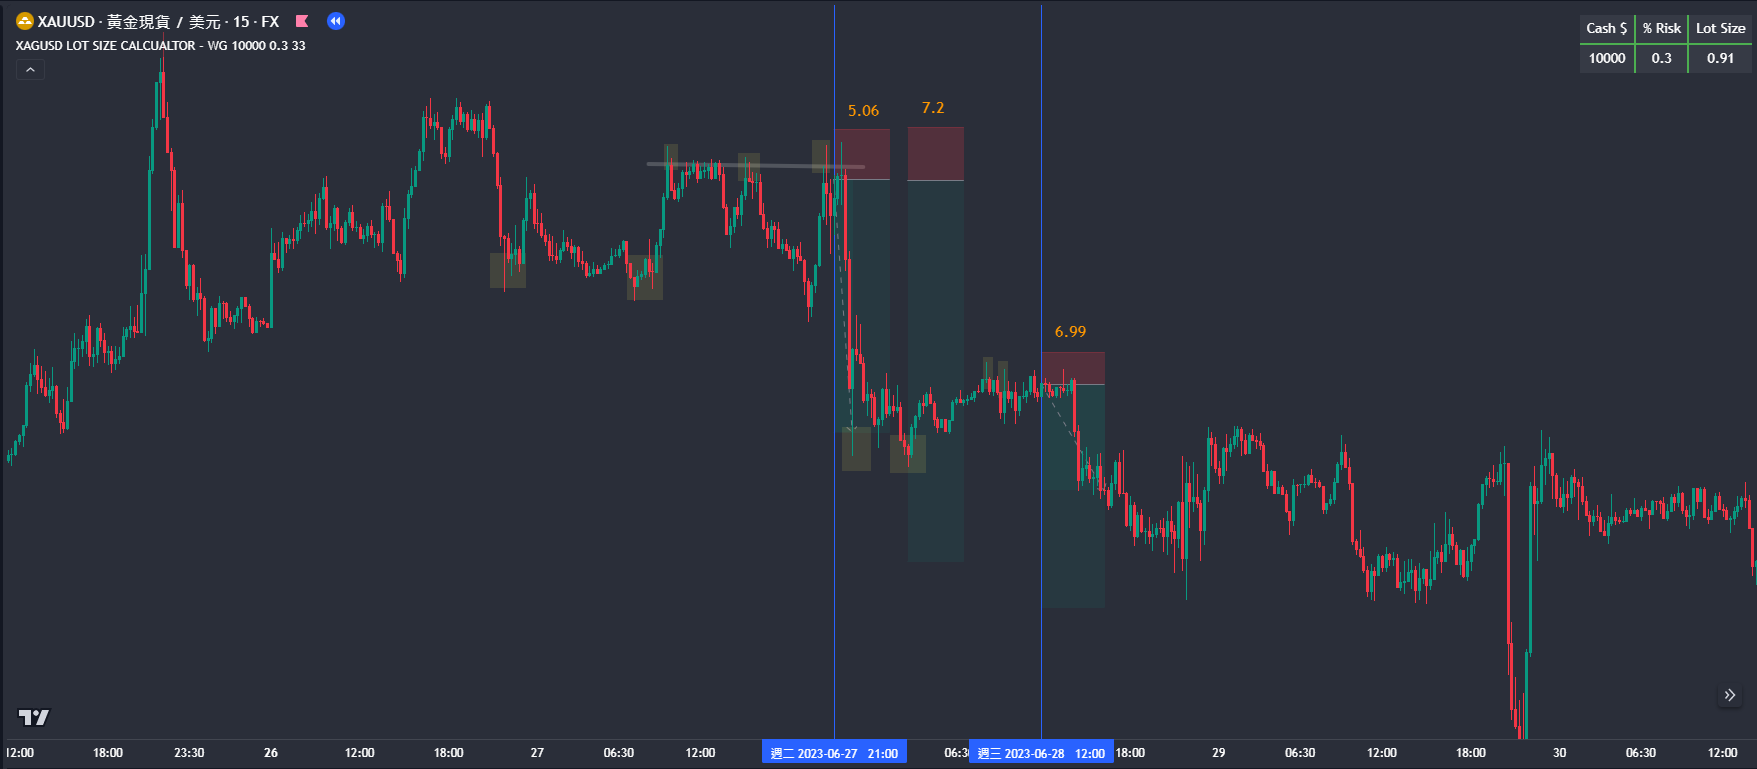 XAUUSD · 黃金現貨 / 美元 · 15 · FX
XAGUSD LOT SIZE CALCUALTOR - WG 10000 0.3 33
Cash $ % Risk Lot Size
10000 0.3 0.91
5.06
7.2
6.99
12:00 18:00 23:30 26 12:00 18:00 27 06:30 12:00 週二 2023-06-27 21:00 06:30 週三 2023-06-28 12:00 18:00 29 06:30 12:00 18:00 30 06:30 12:00